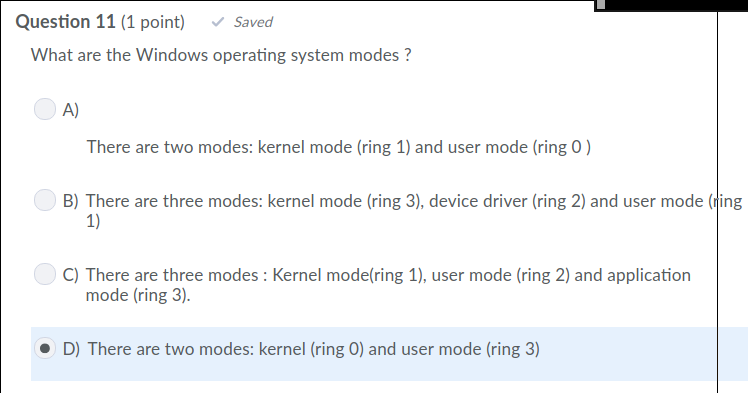 Question 11 (1 point) ✓ Saved
What are the Windows operating system modes ?
A)
There are two modes: kernel mode (ring 1) and user mode (ring 0 )
B) There are three modes: kernel mode (ring 3), device driver (ring 2) and user mode (ring
1)
C) There are three modes : Kernel mode(ring 1), user mode (ring 2) and application
mode (ring 3).
D) There are two modes: kernel (ring 0) and user mode (ring 3)